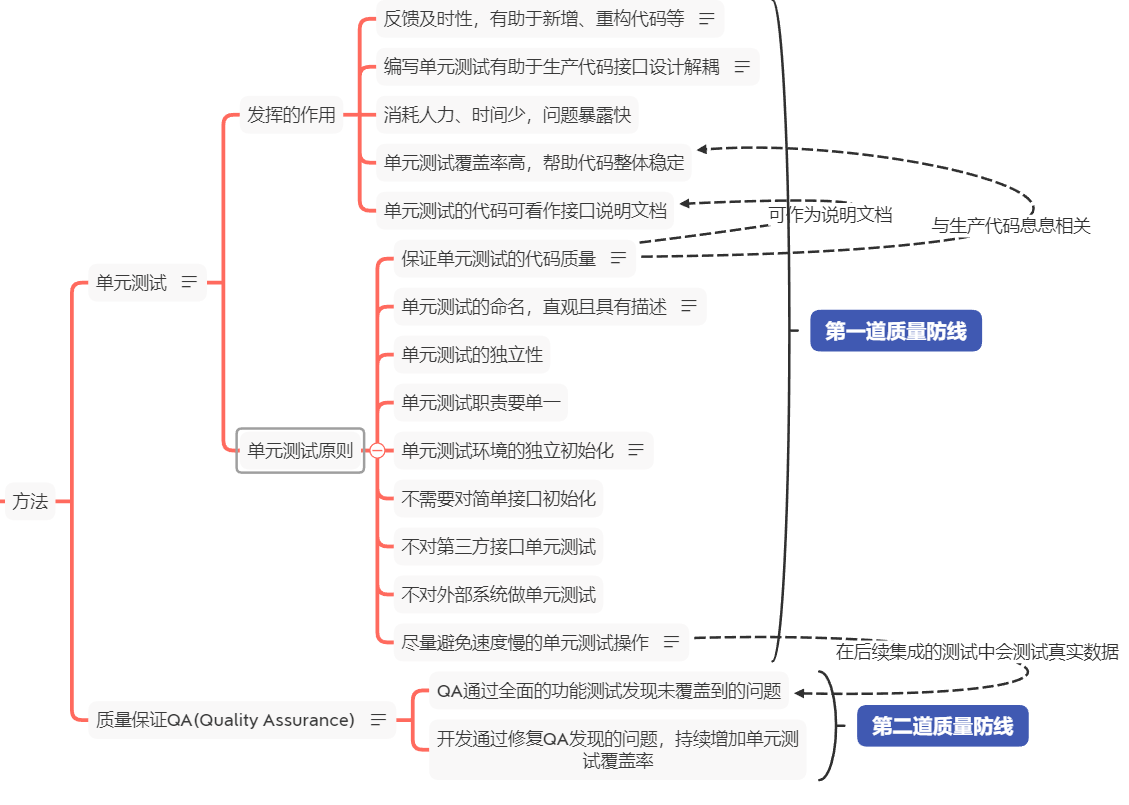 反馈及时性，有助于新增、重构代码等
编写单元测试有助于生产代码接口设计解耦
发挥的作用
消耗人力、时间少，问题暴露快
单元测试覆盖率高，帮助代码整体稳定
单元测试的代码可看作接口说明文档
可作为说明文档
与生产代码息息相关
保证单元测试的代码质量
单元测试
单元测试的命名，直观且具有描述
第一道质量防线
单元测试的独立性
单元测试职责要单一
单元测试原则
单元测试环境的独立初始化
方法
不需要对简单接口初始化
不对第三方接口单元测试
不对外部系统做单元测试
尽量避免速度慢的单元测试操作
在后续集成的测试中会测试真实数据
QA通过全面的功能测试发现未覆盖到的问题
质量保证QA(Quality Assurance)
第二道质量防线
开发通过修复QA发现的问题，持续增加单元测
试覆盖率